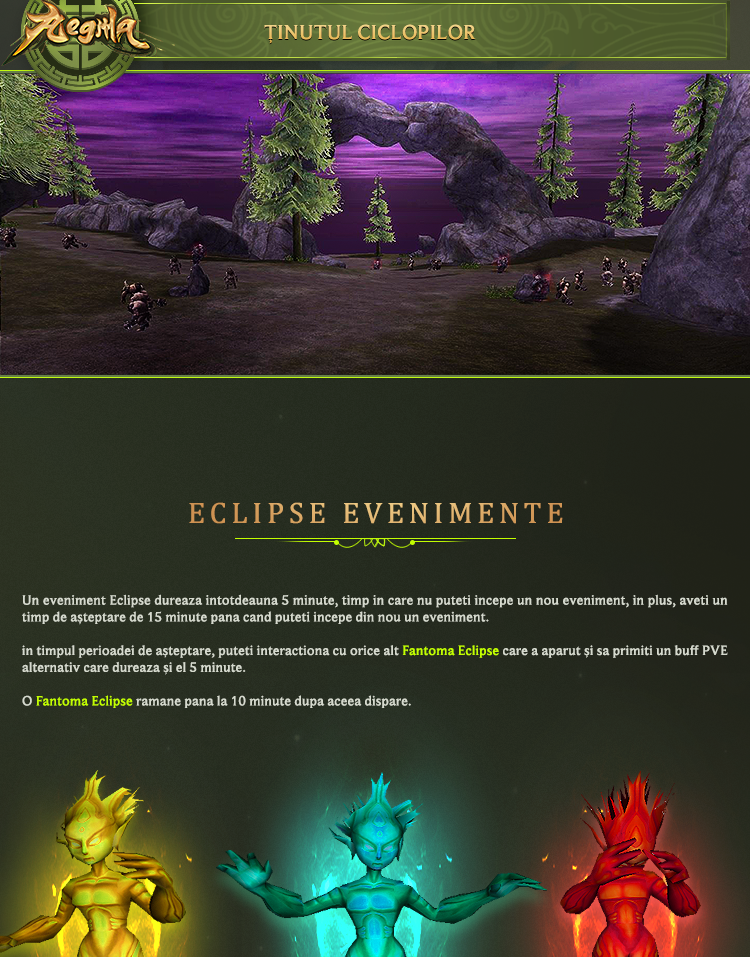 Aegma
ȚINUTUL CICLOPILOR
ECLIPSE EVENIMENTE
Un eveniment Eclipse dureaza intotdeauna 5 minute, timp in care nu puteti incepe un nou eveniment, in plus, aveti un
timp de așteptare de 15 minute pana cand puteti incepe din nou un eveniment.
in timpul perioadei de așteptare, puteti interactiona cu orice alt Fantoma Eclipse care a aparut și sa primiti un buff PVE
alternativ care dureaza și el 5 minute.
O Fantoma Eclipse ramane pana la 10 minute dupa aceea dispare.